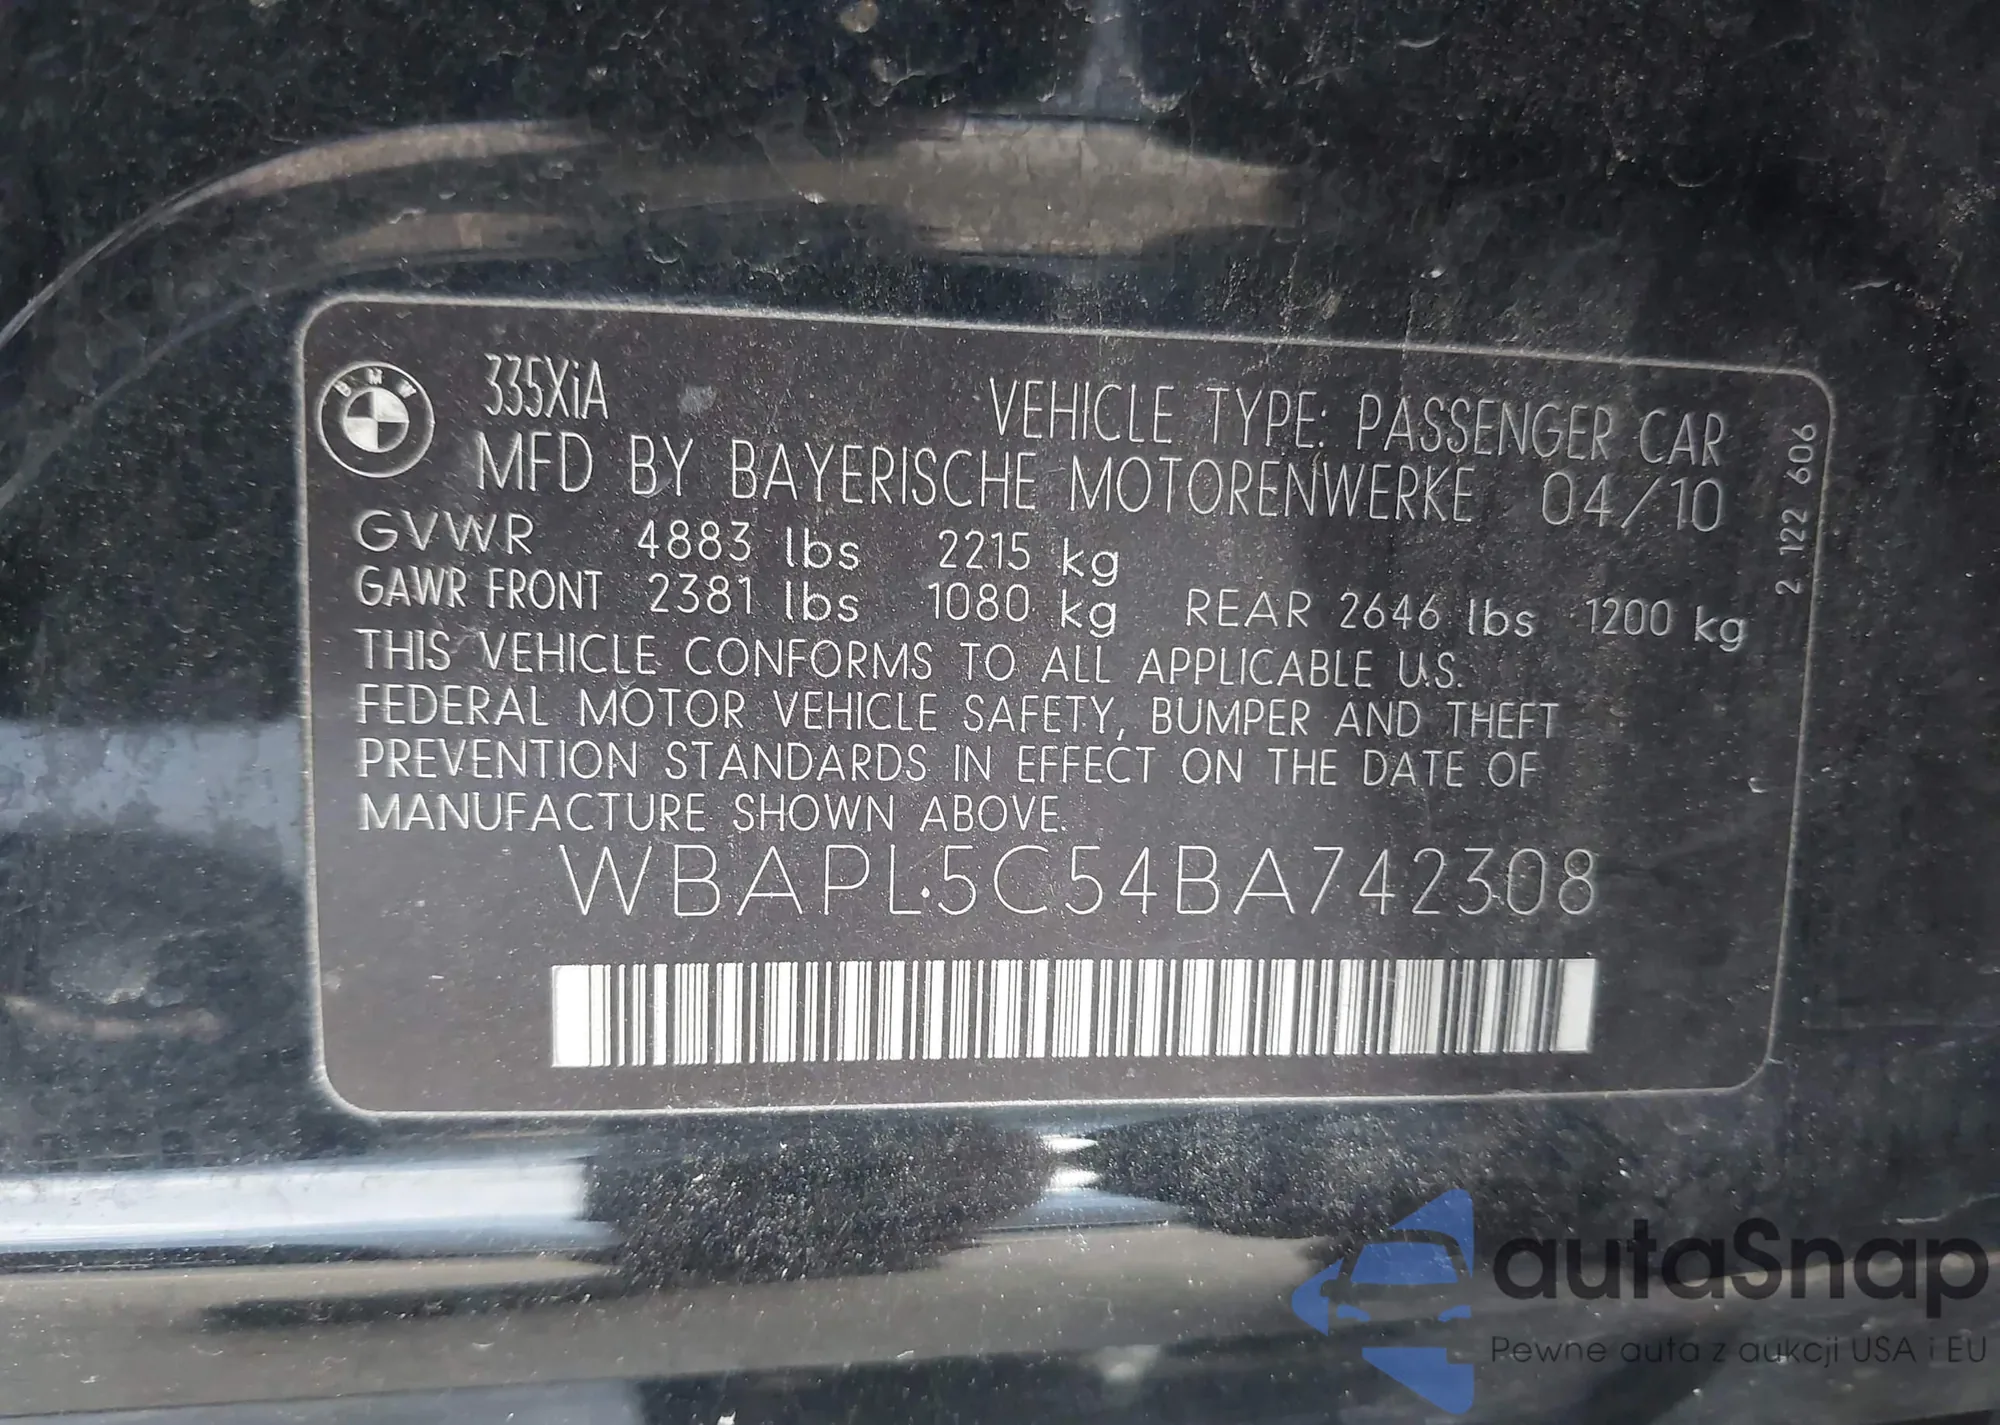 BMW
335XiA
VEHICLE TYPE: PASSENGER CAR
MFD BY BAYERISCHE MOTORENWERKE 04/10
GVWR 4883 lbs 2215 kg
GAWR FRONT 2381 lbs 1080 kg REAR 2646 lbs 1200 kg
THIS VEHICLE CONFORMS TO ALL APPLICABLE U.S.
FEDERAL MOTOR VEHICLE SAFETY, BUMPER AND THEFT
PREVENTION STANDARDS IN EFFECT ON THE DATE OF
MANUFACTURE SHOWN ABOVE.
WBAPL5C54BA742308
2 122 606
autaSnap
Pewne auta z aukcji USA i EU